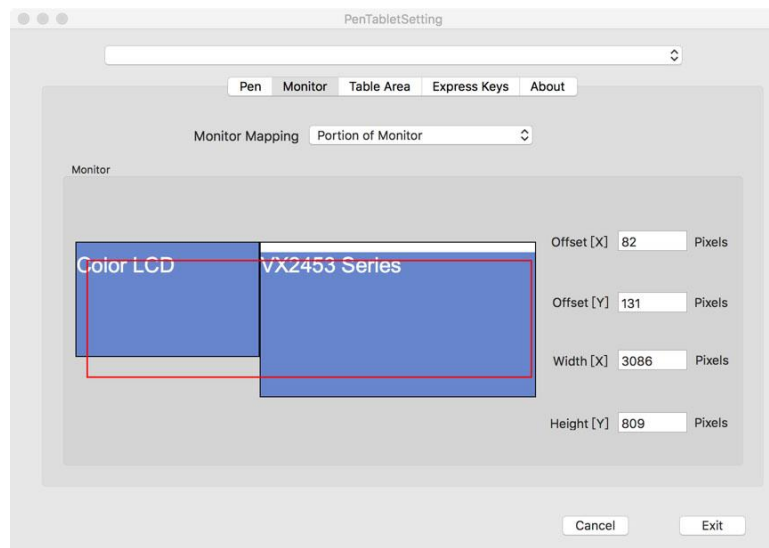 PenTabletSetting
Pen Monitor Table Area Express Keys About
Monitor Mapping Portion of Monitor
Monitor
Color LCD VX2453 Series
Offset [X] 82 Pixels
Offset [Y] 131 Pixels
Width [X] 3086 Pixels
Height [Y] 809 Pixels
Cancel Exit